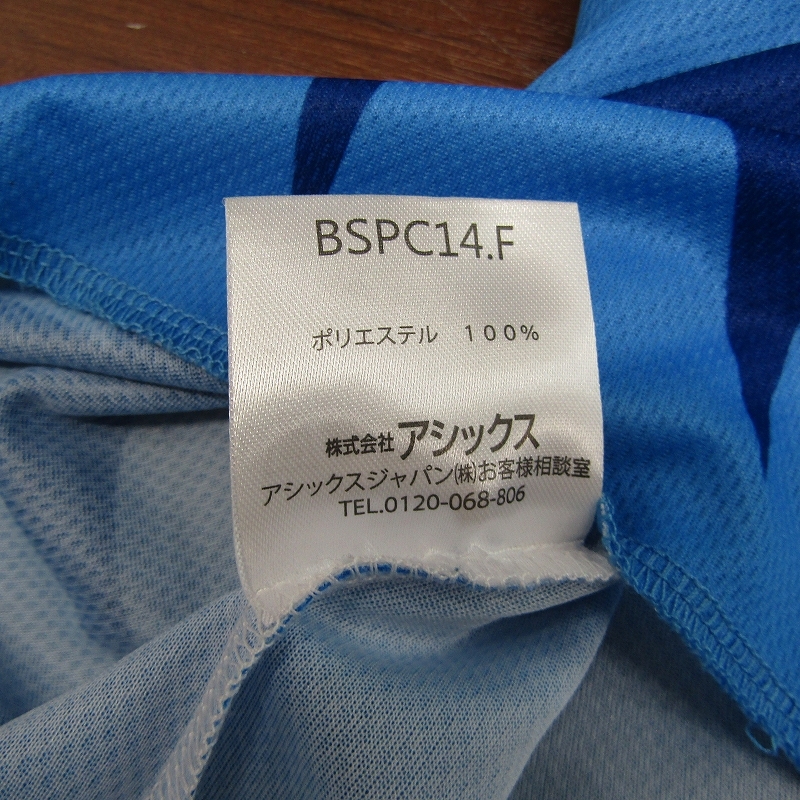 BSPC14.F
ポリエステル　１００％
株式会社アシックス
アシックスジャパン(株)お客様相談室
TEL.0120-068-806